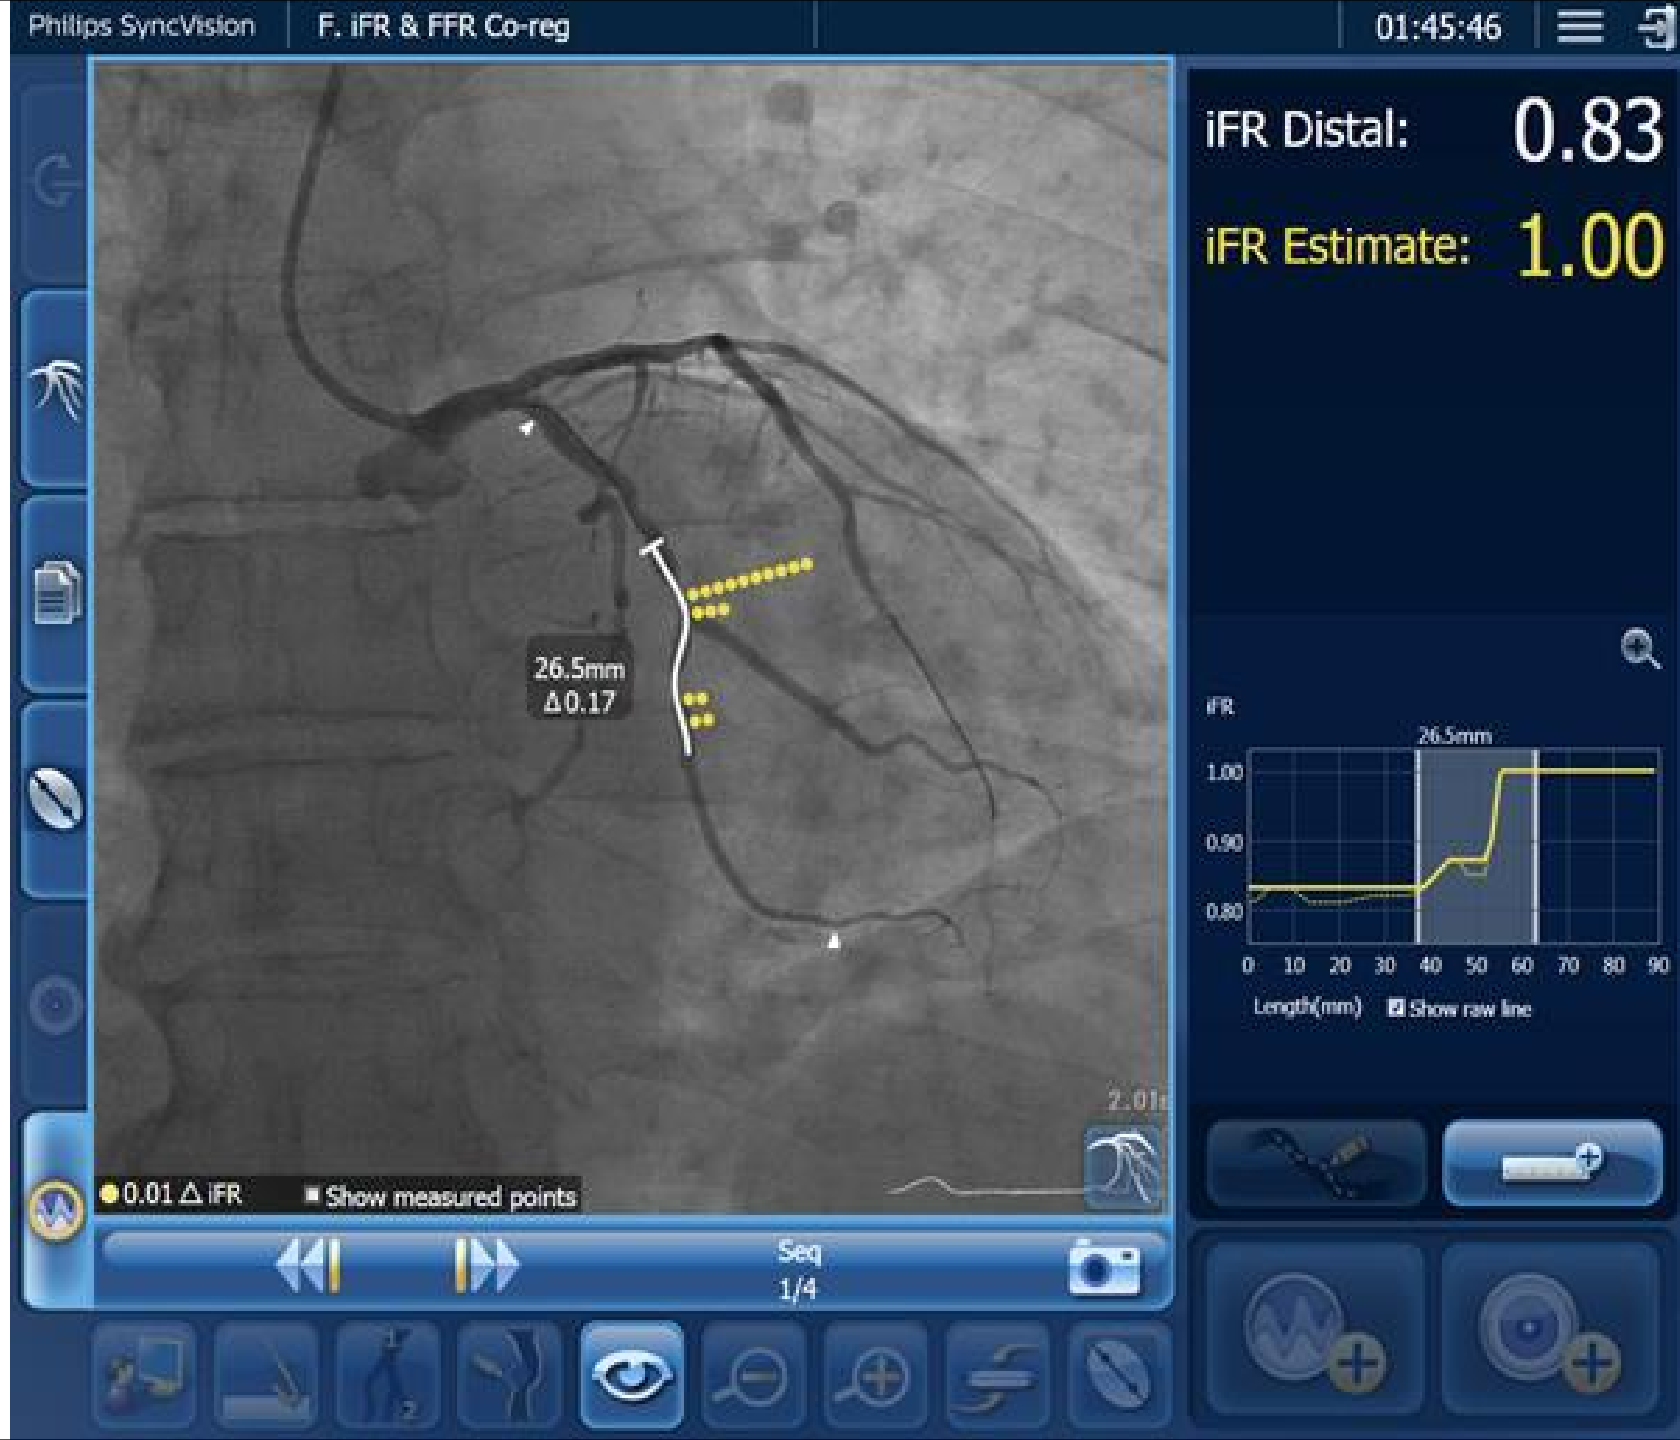 Philips SyncVision
F. iFR & FFR Co-reg
01:45:46
iFR Distal: 0.83
iFR Estimate: 1.00
26.5mm
Δ0.17
iFR
26.5mm
1.00
0.90
0.80
0 10 20 30 40 50 60 70 80 90
Length(mm) Show raw line
0.01 Δ iFR Show measured points
Seq
1/4
2